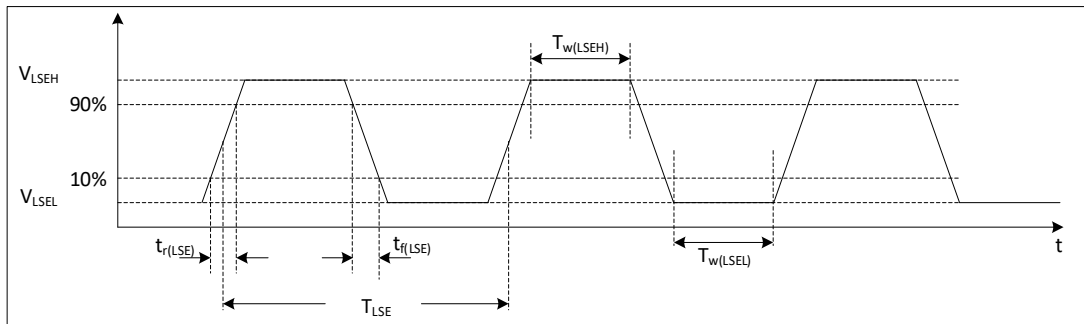 T_w(LSEH)
V_LSEH
90%
10%
V_LSEL
t_r(LSE)
t_f(LSE)
T_w(LSEL)
t
T_LSE